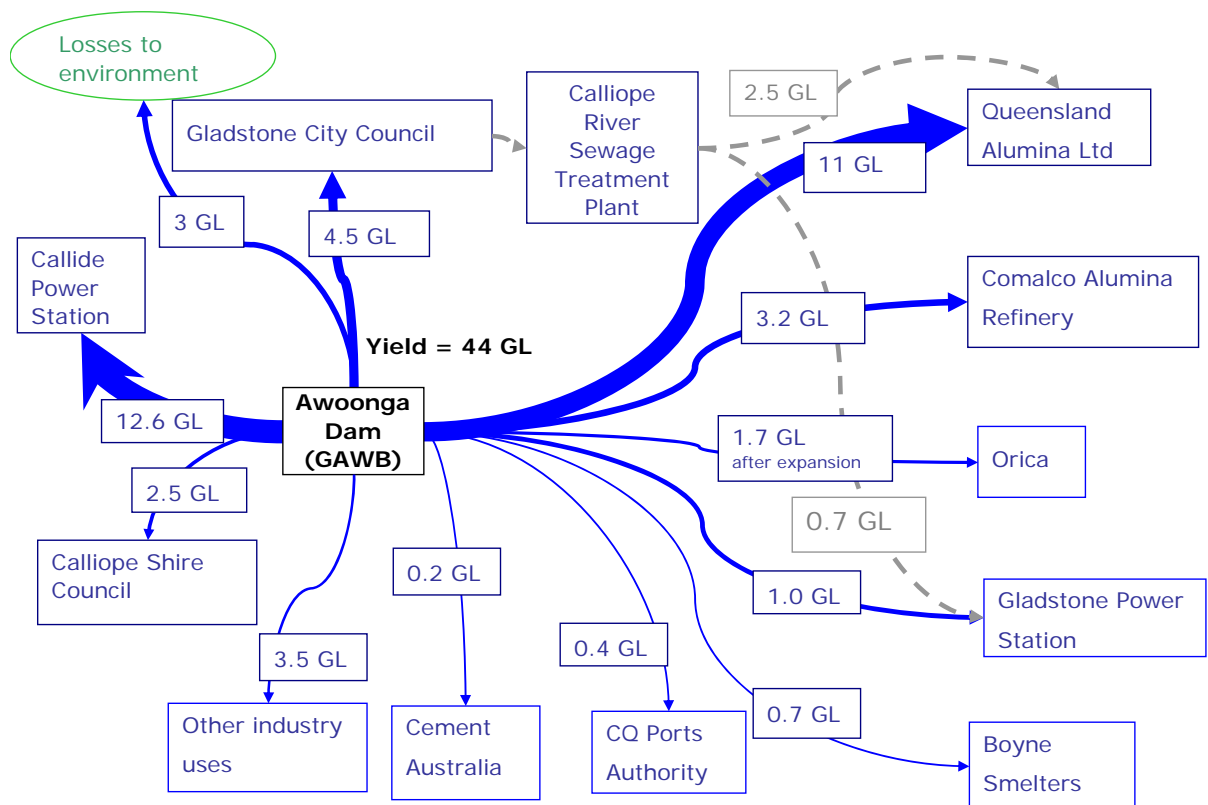 Losses to
environment
Gladstone City Council
Calliope
River
Sewage
Treatment
Plant
2.5 GL
Queensland
Alumina Ltd
11 GL
3 GL
4.5 GL
Callide
Power
Station
Comalco Alumina
Refinery
3.2 GL
Yield = 44 GL
Awoonga
Dam
(GAWB)
12.6 GL
1.7 GL
after expansion
Orica
2.5 GL
0.7 GL
Calliope Shire
Council
0.2 GL
1.0 GL
Gladstone Power
Station
3.5 GL
0.4 GL
0.7 GL
Other industry
uses
Cement
Australia
CQ Ports
Authority
Boyne
Smelters